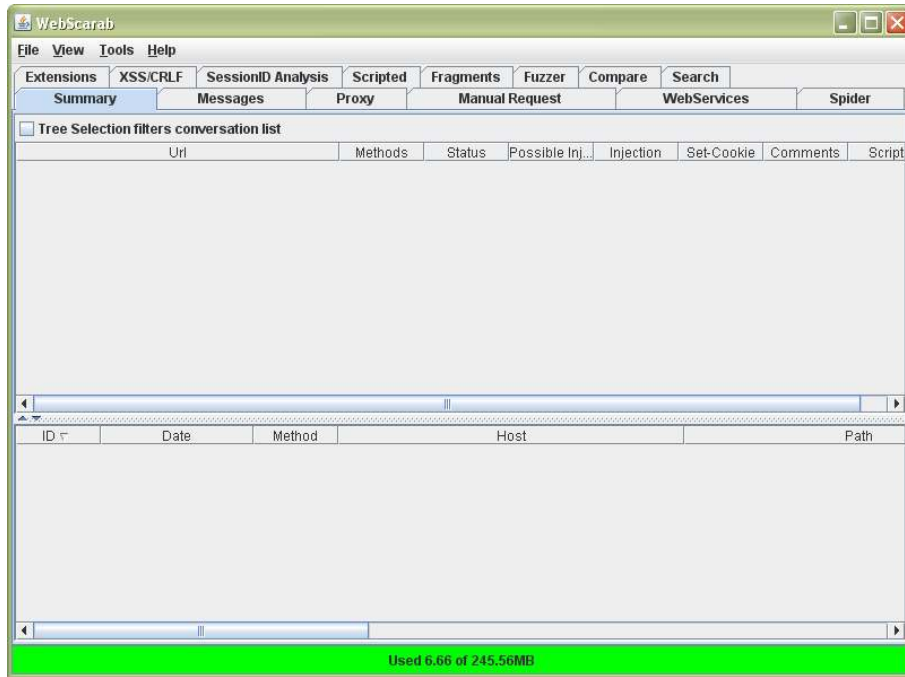 WebScarab
File View Tools Help
Extensions XSS/CRLF SessionID Analysis Scripted Fragments Fuzzer Compare Search
Summary Messages Proxy Manual Request WebServices Spider
Tree Selection filters conversation list
Url Methods Status Possible Inj... Injection Set-Cookie Comments Script
ID Date Method Host Path
Used 6.66 of 245.56MB